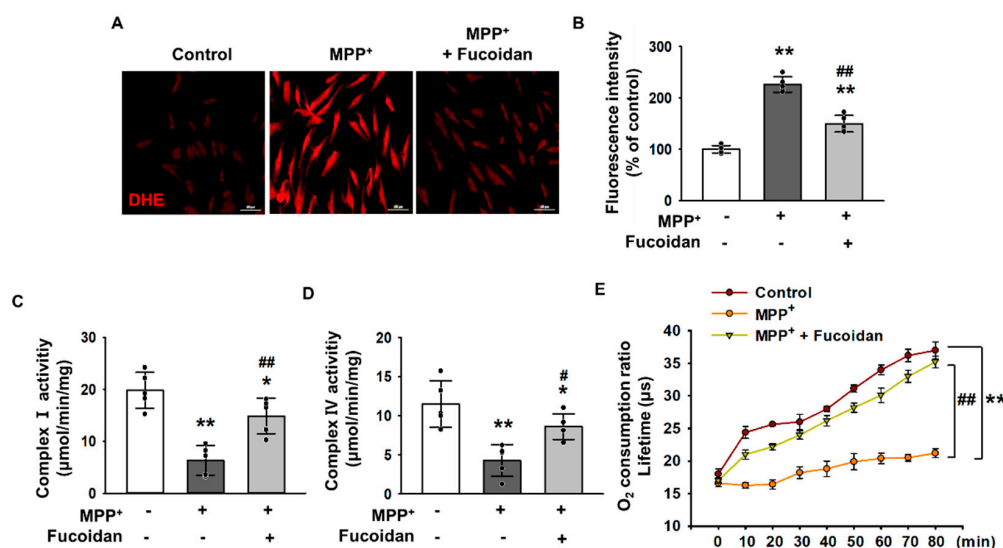 A
Control
MPP+
MPP+
+ Fucoidan
DHE
B
Fluorescence intensity
(% of control)
300
200
100
0
**
##
**
MPP+ - + +
Fucoidan - - +
C
Complex I activitiy
(μmol/min/mg)
30
20
10
0
**
##
*
MPP+ - + +
Fucoidan - - +
D
Complex IV activitiy
(μmol/min/mg)
20
15
10
5
0
**
#
*
MPP+ - + +
Fucoidan - - +
E
Control
MPP+
MPP+ + Fucoidan
O2 consumption ratio
Lifetime (μs)
40
35
30
25
20
15
10
##
**
0 10 20 30 40 50 60 70 80 (min)